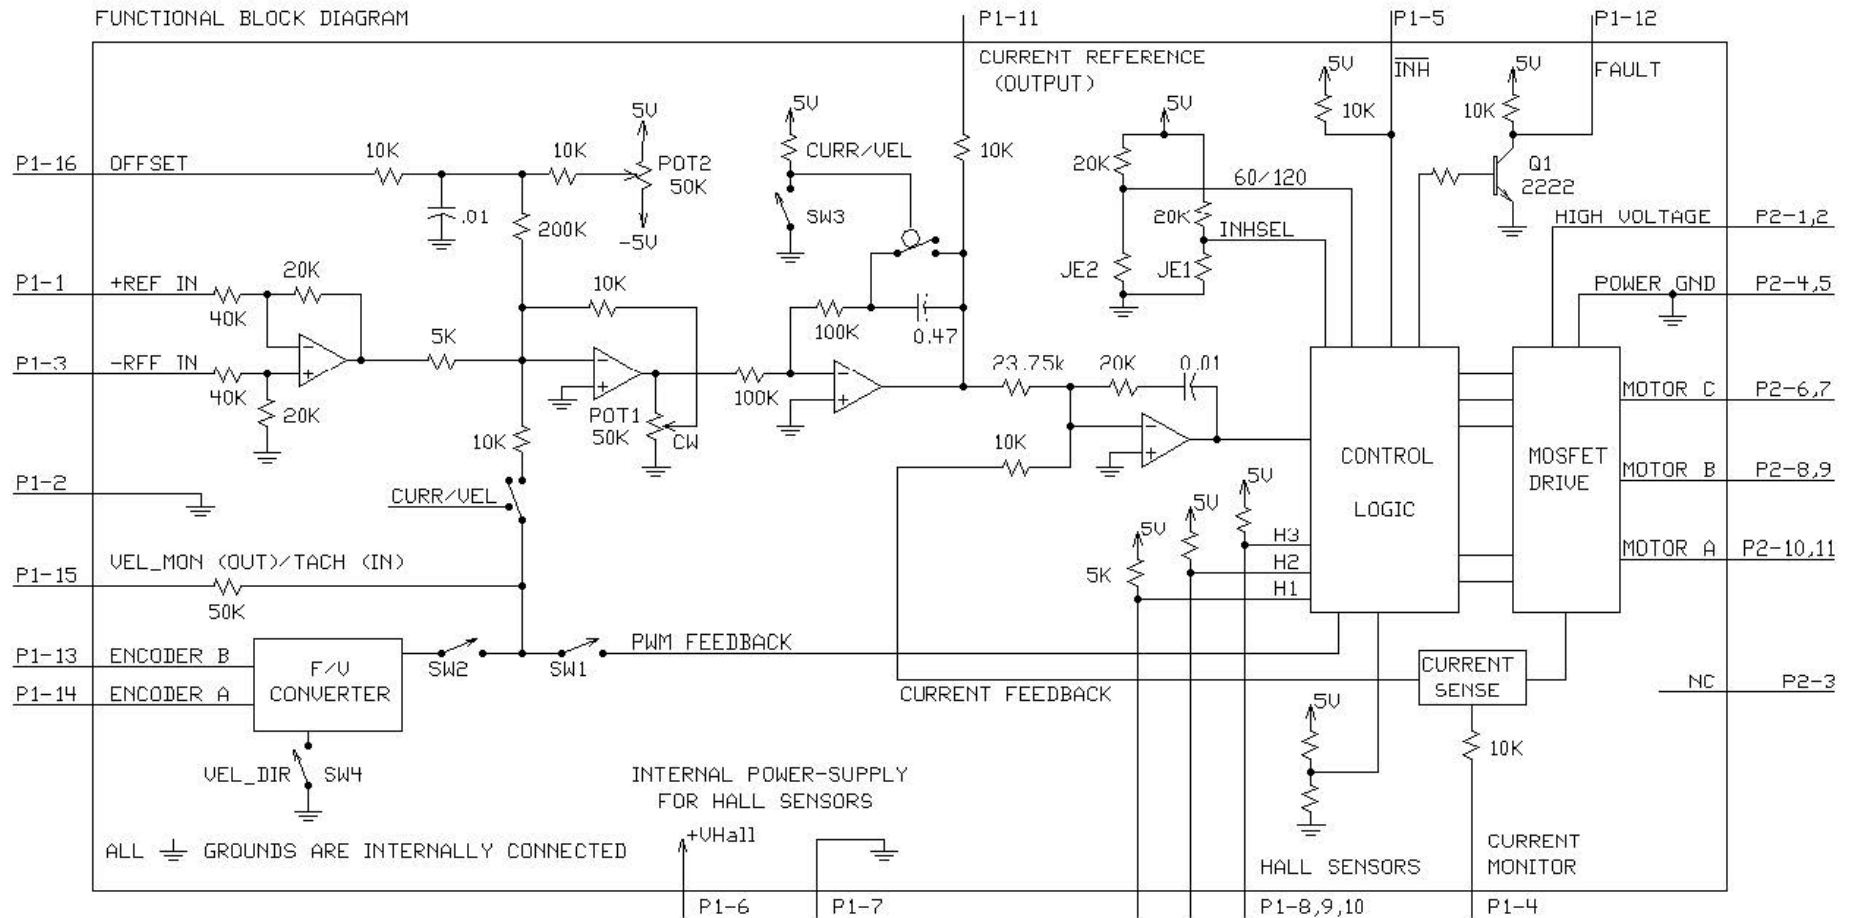 FUNCTIONAL BLOCK DIAGRAM
P1-11
P1-5
P1-12
CURRENT REFERENCE
(OUTPUT)
5V
INH
5V
FAULT
5V
5V
5V
10K
10K
P1-16
OFFSET
10K
10K
POT2
50K
CURR/VEL
10K
20K
60/120
Q1
2222
.01
200K
-5V
SW3
20K
INHSEL
HIGH VOLTAGE
P2-1,2
P1-1
+REF IN
20K
40K
10K
JE2
JE1
POWER GND
P2-4,5
5K
100K
0.47
P1-3
-RFF IN
40K
20K
23.75k
20K
0.01
100K
POT1
50K
CW
MOTOR C
P2-6,7
10K
10K
CONTROL
LOGIC
MOSFET
DRIVE
MOTOR B
P2-8,9
P1-2
CURR/VEL
5V
5V
5V
H3
H2
H1
MOTOR A
P2-10,11
P1-15
VEL_MON (OUT)/TACH (IN)
50K
5K
P1-13
ENCODER B
F/V
CONVERTER
SW2
SW1
PWM FEEDBACK
CURRENT
SENSE
P1-14
ENCODER A
CURRENT FEEDBACK
NC
P2-3
5V
10K
VEL_DIR
SW4
INTERNAL POWER-SUPPLY
FOR HALL SENSORS
+VHall
ALL GROUNDS ARE INTERNALLY CONNECTED
HALL SENSORS
CURRENT
MONITOR
P1-6
P1-7
P1-8,9,10
P1-4